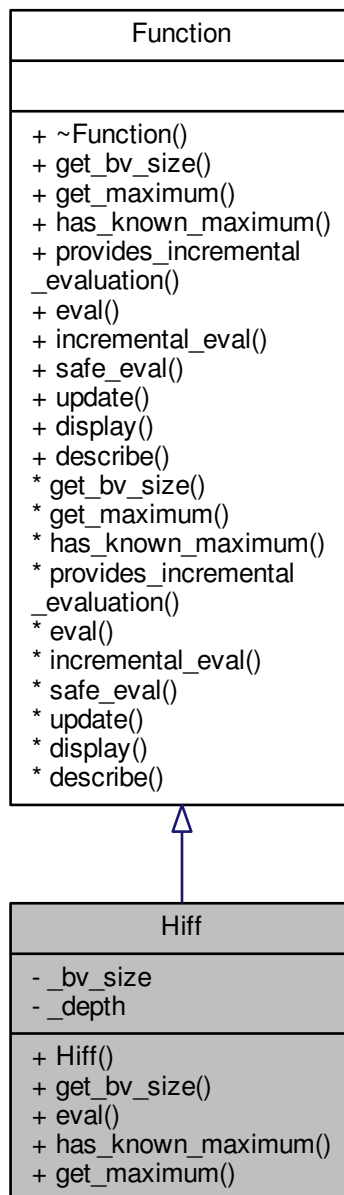 Function
+ ~Function()
+ get_bv_size()
+ get_maximum()
+ has_known_maximum()
+ provides_incremental
_evaluation()
+ eval()
+ incremental_eval()
+ safe_eval()
+ update()
+ display()
+ describe()
* get_bv_size()
* get_maximum()
* has_known_maximum()
* provides_incremental
_evaluation()
* eval()
* incremental_eval()
* safe_eval()
* update()
* display()
* describe()
Hiff
- _bv_size
- _depth
+ Hiff()
+ get_bv_size()
+ eval()
+ has_known_maximum()
+ get_maximum()